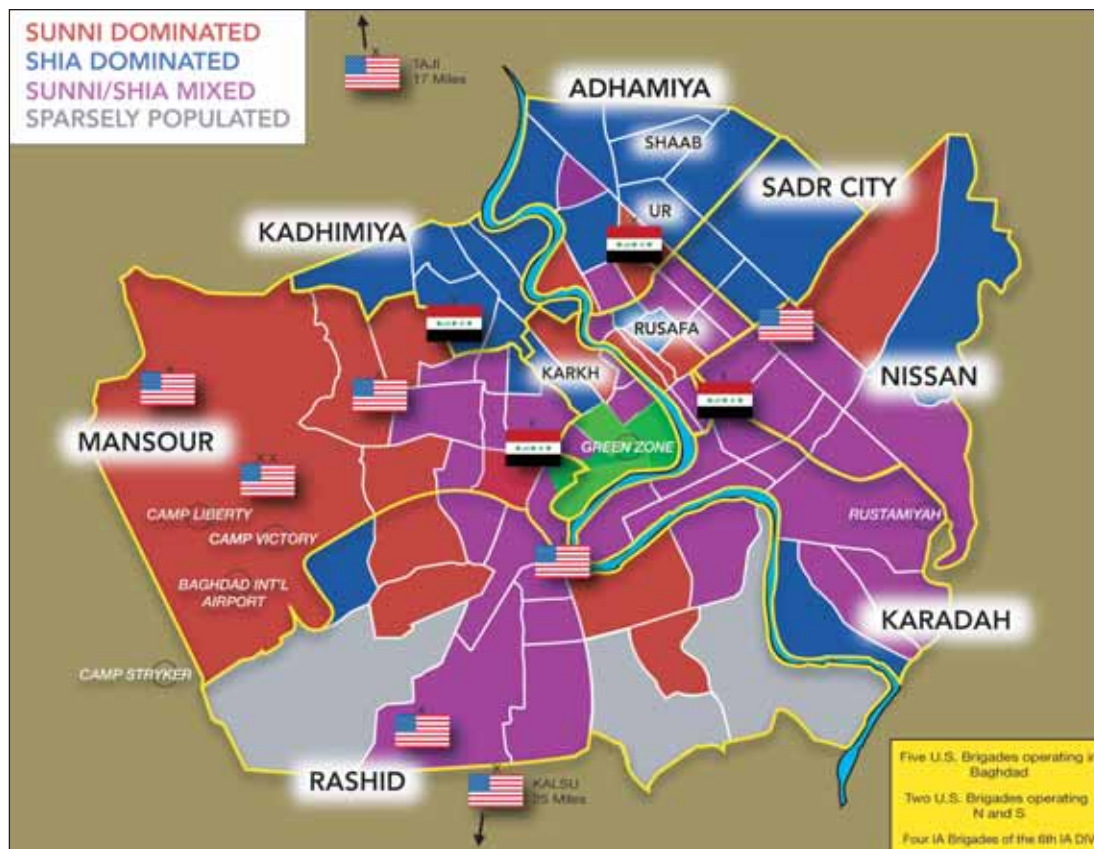 SUNNI DOMINATED
SHIA DOMINATED
SUNNI/SHIA MIXED
SPARSELY POPULATED
TAJI
17 Miles
ADHAMIYA
SHAAB
SADR CITY
UR
KADHIMIYA
RUSAFA
KARKH
NISSAN
MANSOUR
GREEN ZONE
CAMP LIBERTY
CAMP VICTORY
RUSTAMIYAH
BAGHDAD INT'L
AIRPORT
KARADAH
CAMP STRYKER
RASHID
KALSU
25 Miles
Five U.S. Brigades operating in
Baghdad
Two U.S. Brigades operating
N and S
Four IA Brigades of the 6th IA DIV